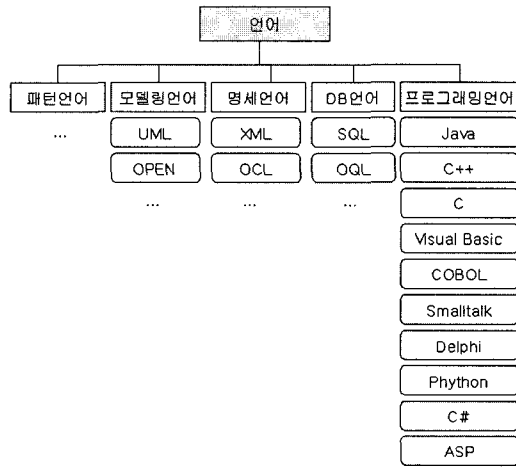 언어
패턴언어 모델링언어 명세언어 DB언어 프로그래밍언어
... UML XML SQL Java
OPEN OCL OQL C++
... ... ... C
Visual Basic
COBOL
Smalltalk
Delphi
Phython
C#
ASP